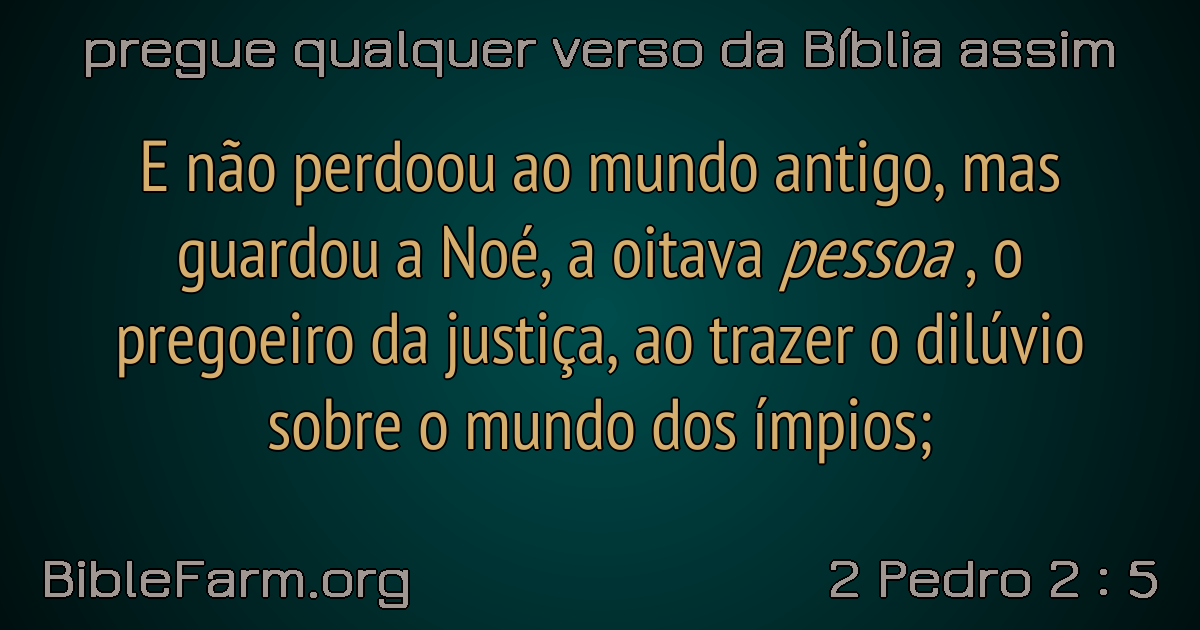 pregue qualquer verso da Bíblia assim
E não perdoou ao mundo antigo, mas
guardou a Noé, a oitava pessoa , o
pregoeiro da justiça, ao trazer o dilúvio
sobre o mundo dos ímpios;
BibleFarm.org
2 Pedro 2 : 5